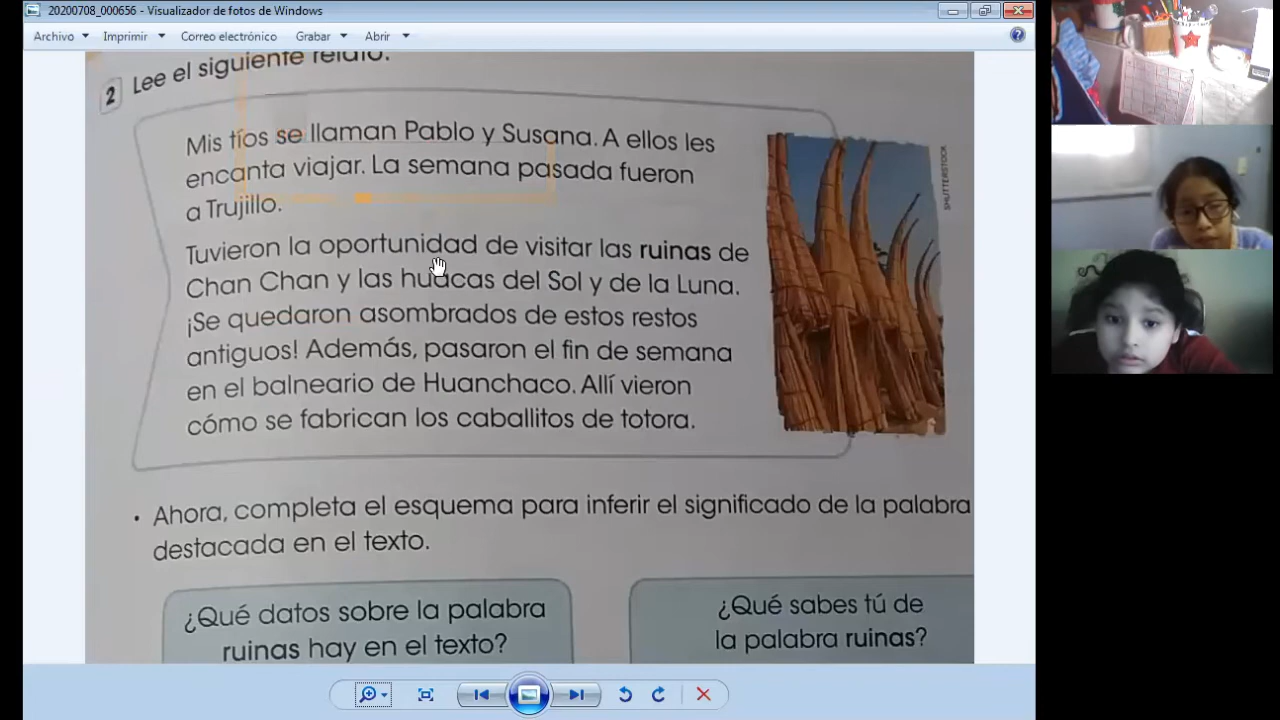 20200708_000656 - Visualizador de fotos de Windows
Archivo Imprimir Correo electrónico Grabar Abrir
2 Lee el siguiente relato.
Mis tíos se llaman Pablo y Susana. A ellos les
encanta viajar. La semana pasada fueron
a Trujillo.
Tuvieron la oportunidad de visitar las ruinas de
Chan Chan y las huacas del Sol y de la Luna.
¡Se quedaron asombrados de estos restos
antiguos! Además, pasaron el fin de semana
en el balneario de Huanchaco. Allí vieron
cómo se fabrican los caballitos de totora.
SHUTTERSTOCK
• Ahora, completa el esquema para inferir el significado de la palabra
destacada en el texto.
¿Qué datos sobre la palabra
ruinas hay en el texto?
¿Qué sabes tú de
la palabra ruinas?